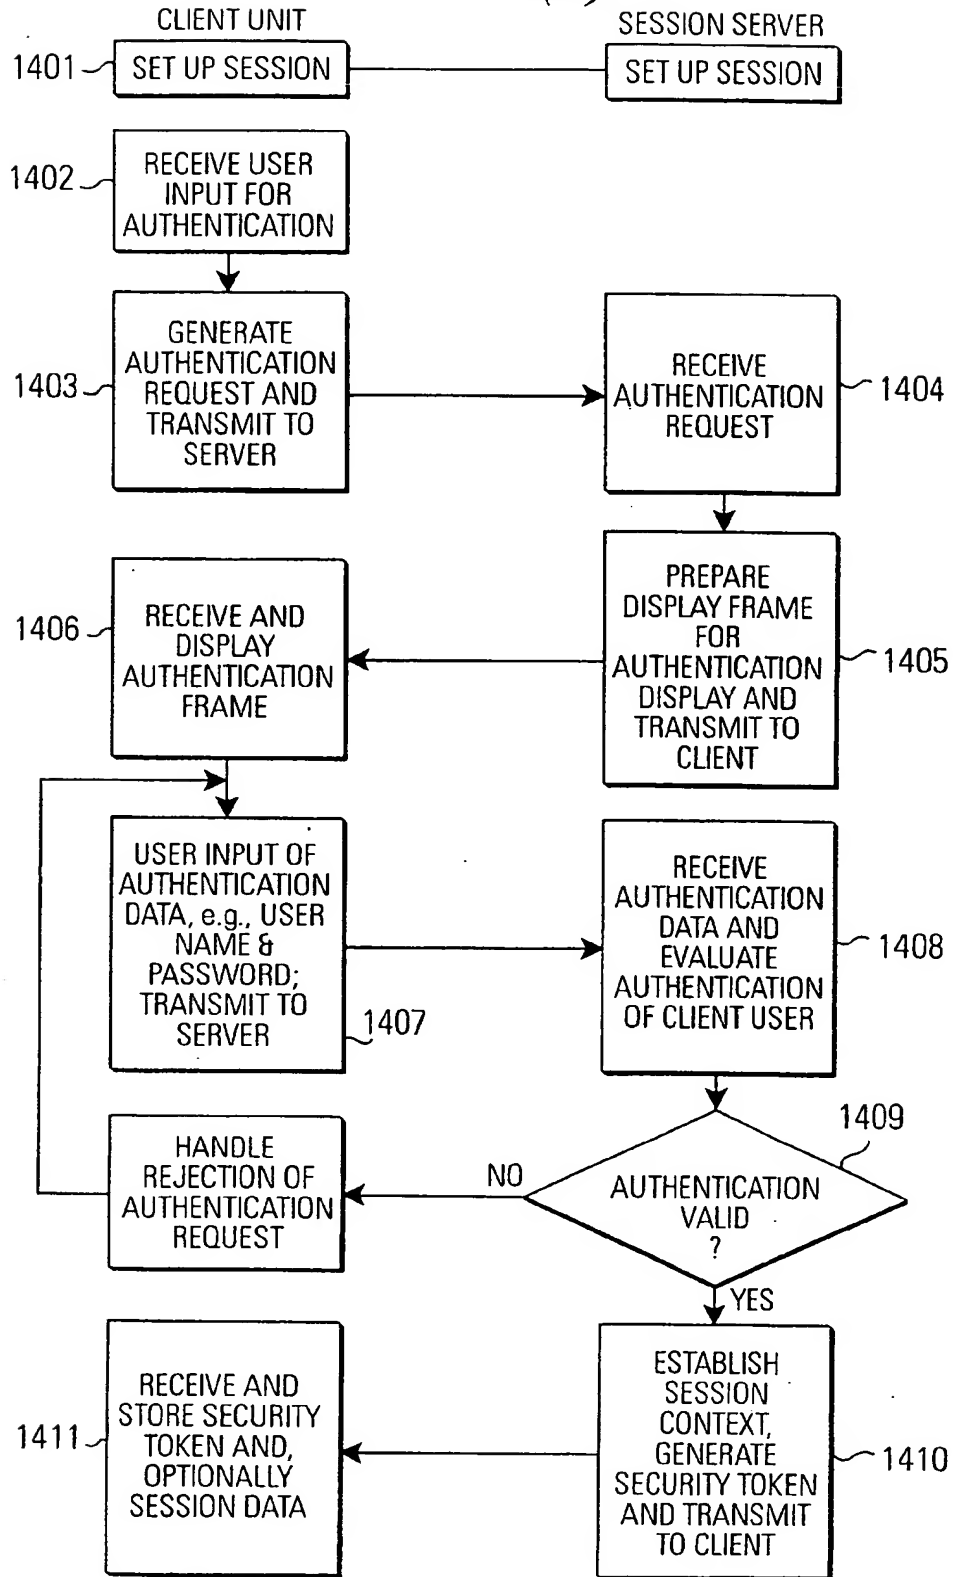 CLIENT UNIT
SESSION SERVER
1401
SET UP SESSION
SET UP SESSION
1402
RECEIVE USER
INPUT FOR
AUTHENTICATION
1403
GENERATE
AUTHENTICATION
REQUEST AND
TRANSMIT TO
SERVER
RECEIVE
AUTHENTICATION
REQUEST
1404
PREPARE
DISPLAY FRAME
FOR
AUTHENTICATION
DISPLAY AND
TRANSMIT TO
CLIENT
1405
1406
RECEIVE AND
DISPLAY
AUTHENTICATION
FRAME
USER INPUT OF
AUTHENTICATION
DATA, e.g., USER
NAME &
PASSWORD;
TRANSMIT TO
SERVER
1407
RECEIVE
AUTHENTICATION
DATA AND
EVALUATE
AUTHENTICATION
OF CLIENT USER
1408
1409
AUTHENTICATION
VALID
?
NO
HANDLE
REJECTION OF
AUTHENTICATION
REQUEST
YES
ESTABLISH
SESSION
CONTEXT,
GENERATE
SECURITY TOKEN
AND TRANSMIT
TO CLIENT
1410
1411
RECEIVE AND
STORE SECURITY
TOKEN AND,
OPTIONALLY
SESSION DATA